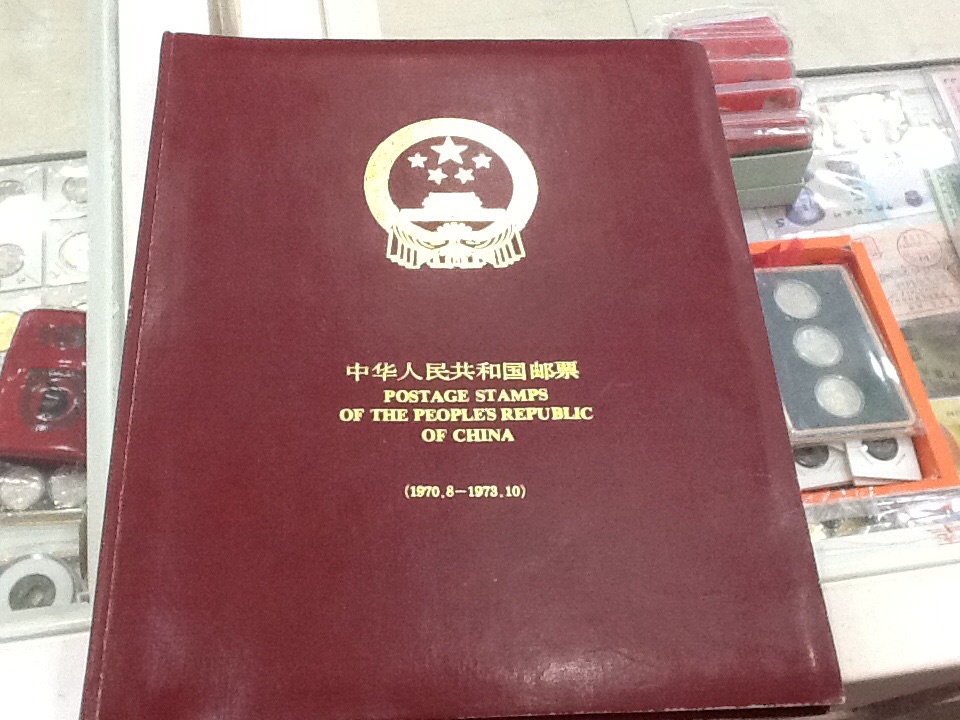 中华人民共和国邮票
POSTAGE STAMPS
OF THE PEOPLE'S REPUBLIC
OF CHINA
(1970.8—1973.10)